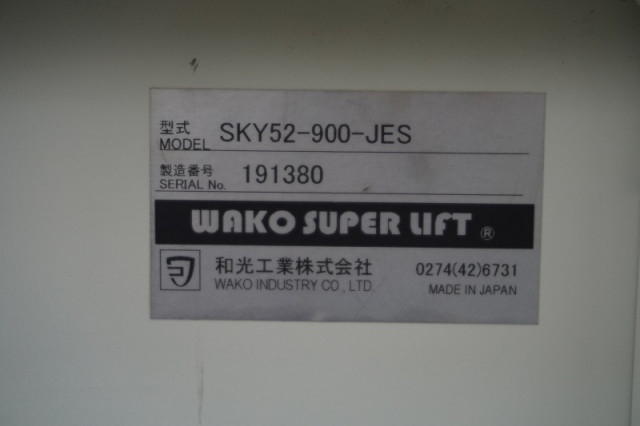 型式
MODEL SKY52-900-JES
製造番号
SERIAL No. 191380
WAKO SUPER LIFT ®
和光工業株式会社 0274(42)6731
WAKO INDUSTRY CO., LTD. MADE IN JAPAN